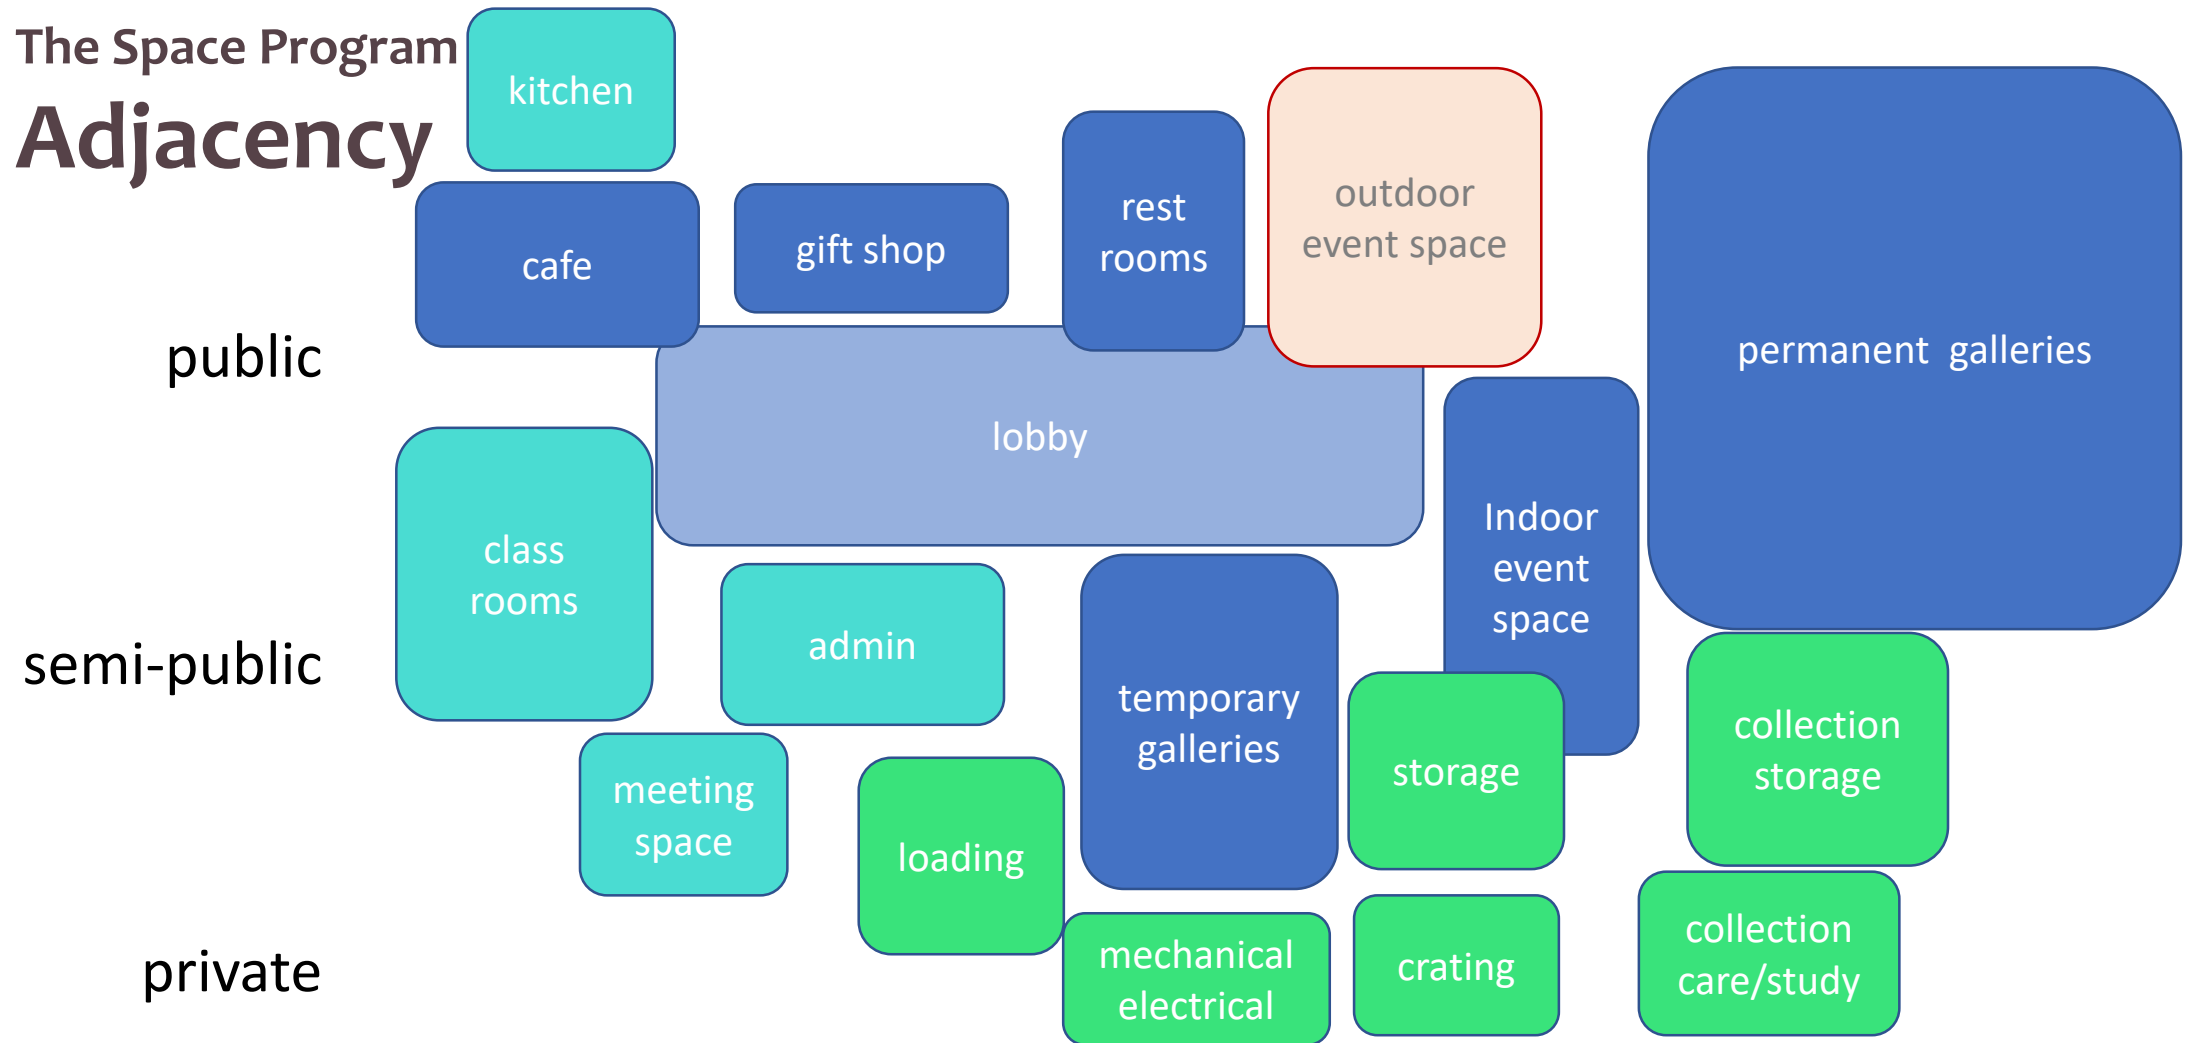 The Space Program
Adjacency
kitchen
cafe
gift shop
rest
rooms
outdoor
event space
permanent  galleries
public
lobby
class
rooms
Indoor
event
space
semi-public
admin
temporary
galleries
storage
collection
storage
meeting
space
loading
private
mechanical
electrical
crating
collection
care/study